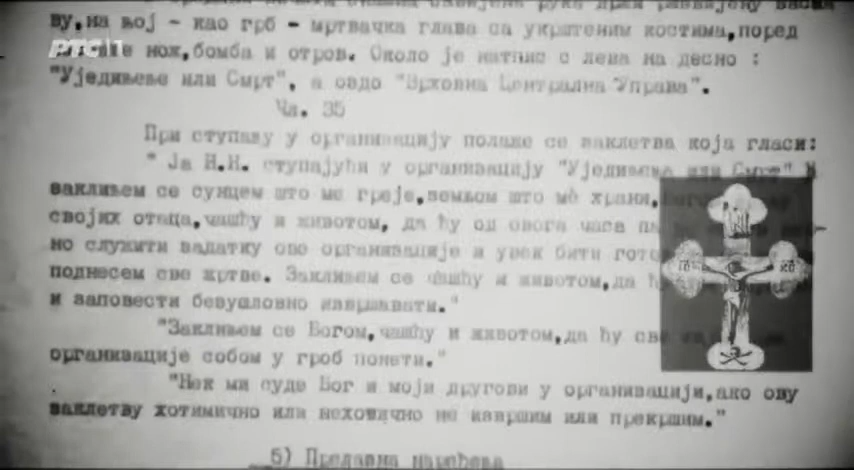 ву, на њој - као грб - мртвачка глава са укрштеним костима, поред
РТС 1 нож, бомба и отров. Около је натпис с лева на десно :
"Уједињење или Смрт", а овдо "Врховна Централна Управа".
Чл. 35
При ступању у организацију полаже се заклетва која гласи:
" Ја Н.Н. ступајући у организацију "Уједињење или Смрт"
заклињем се сунцем што ме греје, земљом што ме храни,
својих отаца, чашћу и животом, да ћу од овога часа
но служити задатку ове организације и увек бити
поднесем све жртве. Заклињем се чашћу и животом, да
и заповести безусловно извршавати."
"Заклињем се Богом, чашћу и животом, да ћу све
организације собом у гроб понети."
"Нек ми суде Бог и моји другови у организацији, ако ову
заклетву хотимично или нехотично не извршим или прекршим."
5) Предавна наређења